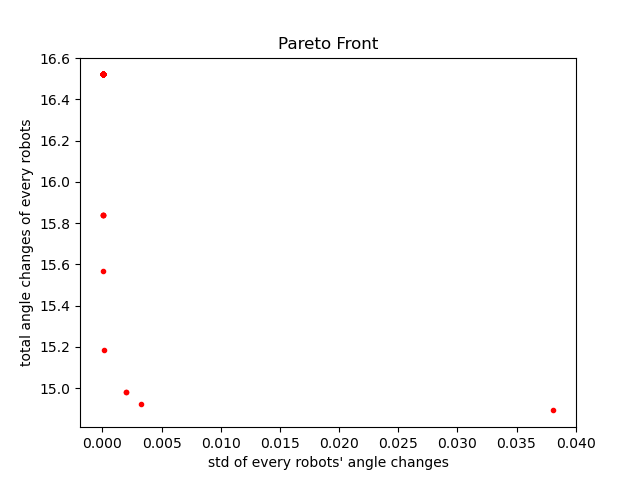 Pareto Front
total angle changes of every robots
16.6
16.4
16.2
16.0
15.8
15.6
15.4
15.2
15.0
0.000 0.005 0.010 0.015 0.020 0.025 0.030 0.035 0.040
std of every robots' angle changes